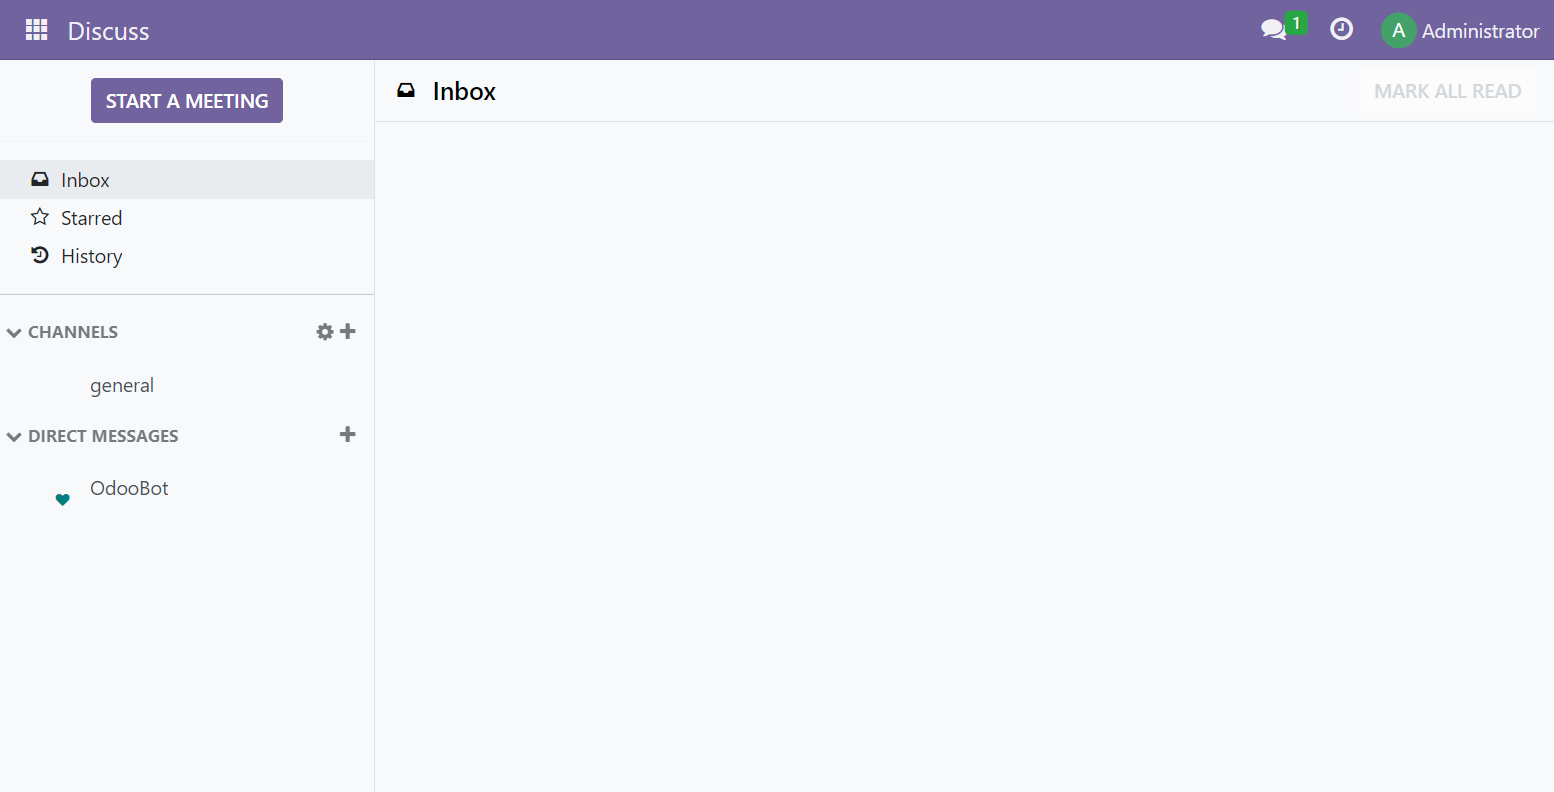 Discuss
1
A Administrator
START A MEETING
Inbox
MARK ALL READ
Inbox
Starred
History
CHANNELS
general
DIRECT MESSAGES
OdooBot